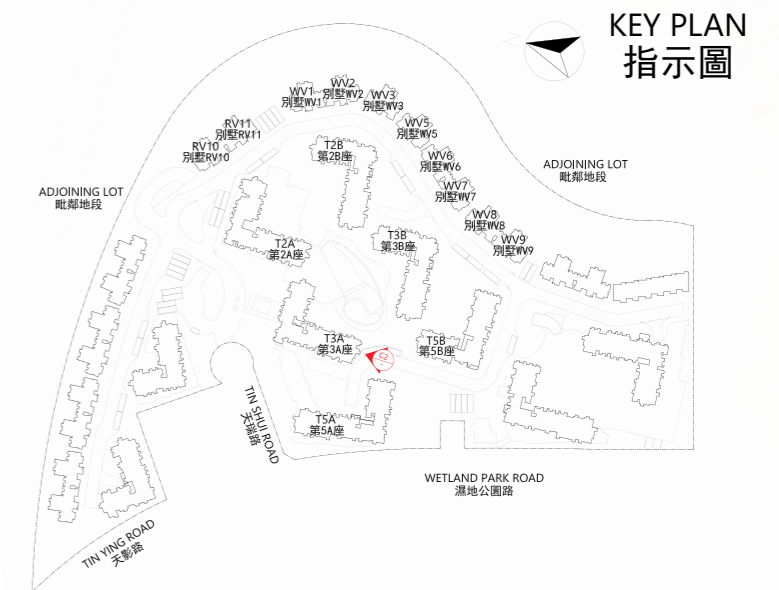 KEY PLAN
指示圖
N
WV2
別墅WV2
WV1
別墅WV1
WV3
別墅WV3
RV11
別墅RV11
WV5
別墅WV5
RV10
別墅RV10
T2B
第2B座
WV6
別墅WV6
ADJOINING LOT
毗鄰地段
WV7
別墅WV7
ADJOINING LOT
毗鄰地段
WV8
別墅WV8
T3B
第3B座
WV9
別墅WV9
T2A
第2A座
T3A
第3A座
T5B
第5B座
T5A
第5A座
TIN SHUI ROAD
天瑞路
WETLAND PARK ROAD
濕地公園路
TIN YING ROAD
天影路